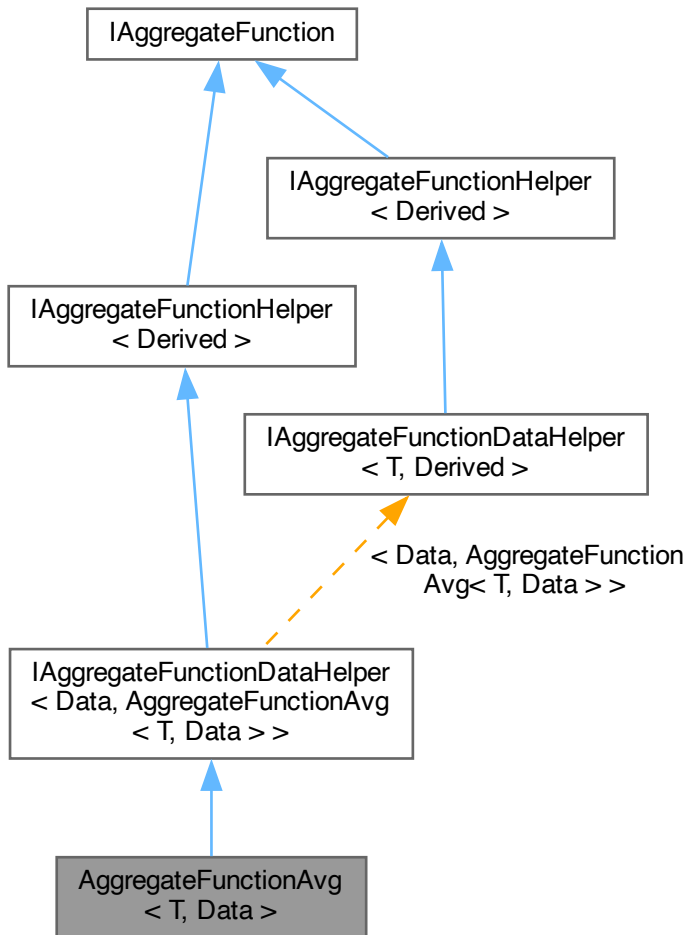 IAggregateFunction
IAggregateFunctionHelper
< Derived >
IAggregateFunctionHelper
< Derived >
IAggregateFunctionDataHelper
< T, Derived >
< Data, AggregateFunction
Avg< T, Data > >
IAggregateFunctionDataHelper
< Data, AggregateFunctionAvg
< T, Data > >
AggregateFunctionAvg
< T, Data >